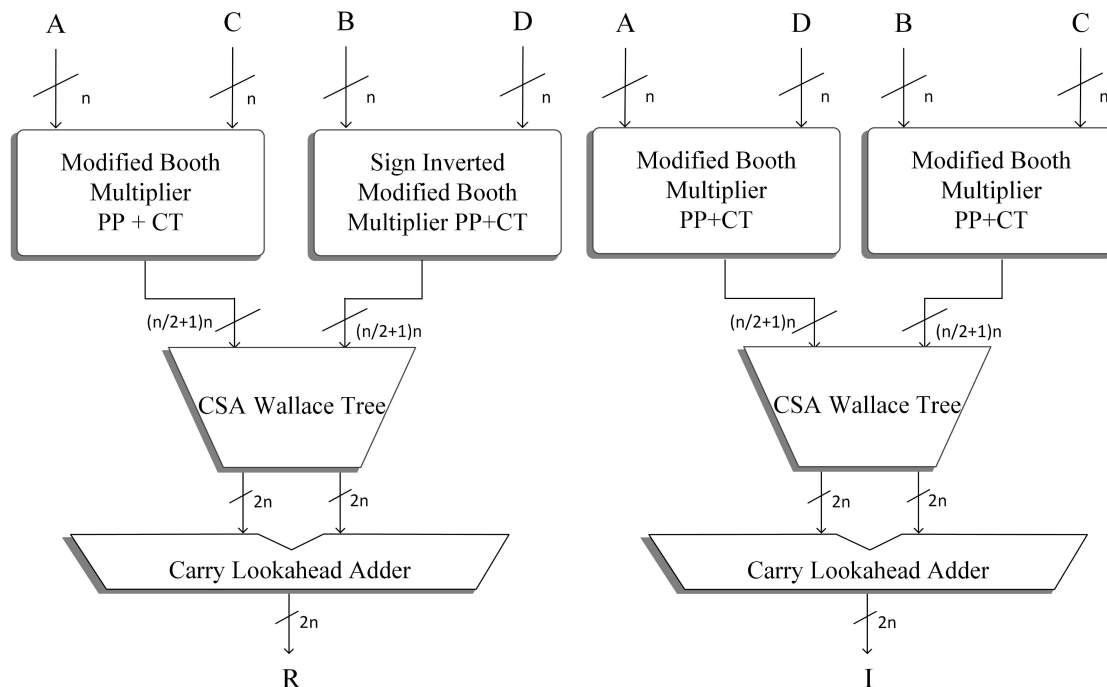 A C B D A D B C
n n n n n n n n
Modified Booth
Multiplier
PP + CT
Sign Inverted
Modified Booth
Multiplier PP+CT
Modified Booth
Multiplier
PP+CT
Modified Booth
Multiplier
PP+CT
(n/2+1)n (n/2+1)n (n/2+1)n (n/2+1)n
CSA Wallace Tree CSA Wallace Tree
2n 2n 2n 2n
Carry Lookahead Adder Carry Lookahead Adder
2n 2n
R I